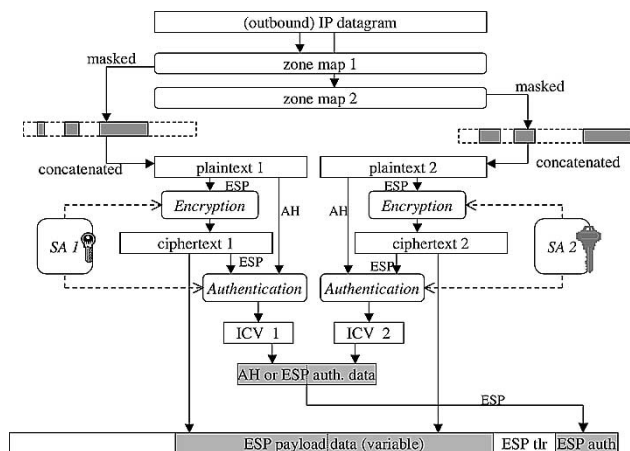 (outbound) IP datagram
masked
zone map 1
zone map 2
masked
concatenated
concatenated
plaintext 1
plaintext 2
ESP
ESP
Encryption
AH
AH
Encryption
SA 1
ciphertext 1
ciphertext 2
SA 2
ESP
ESP
Authentication
Authentication
ICV 1
ICV 2
AH or ESP auth. data
ESP
ESP payload data (variable)
ESP tlr
ESP auth